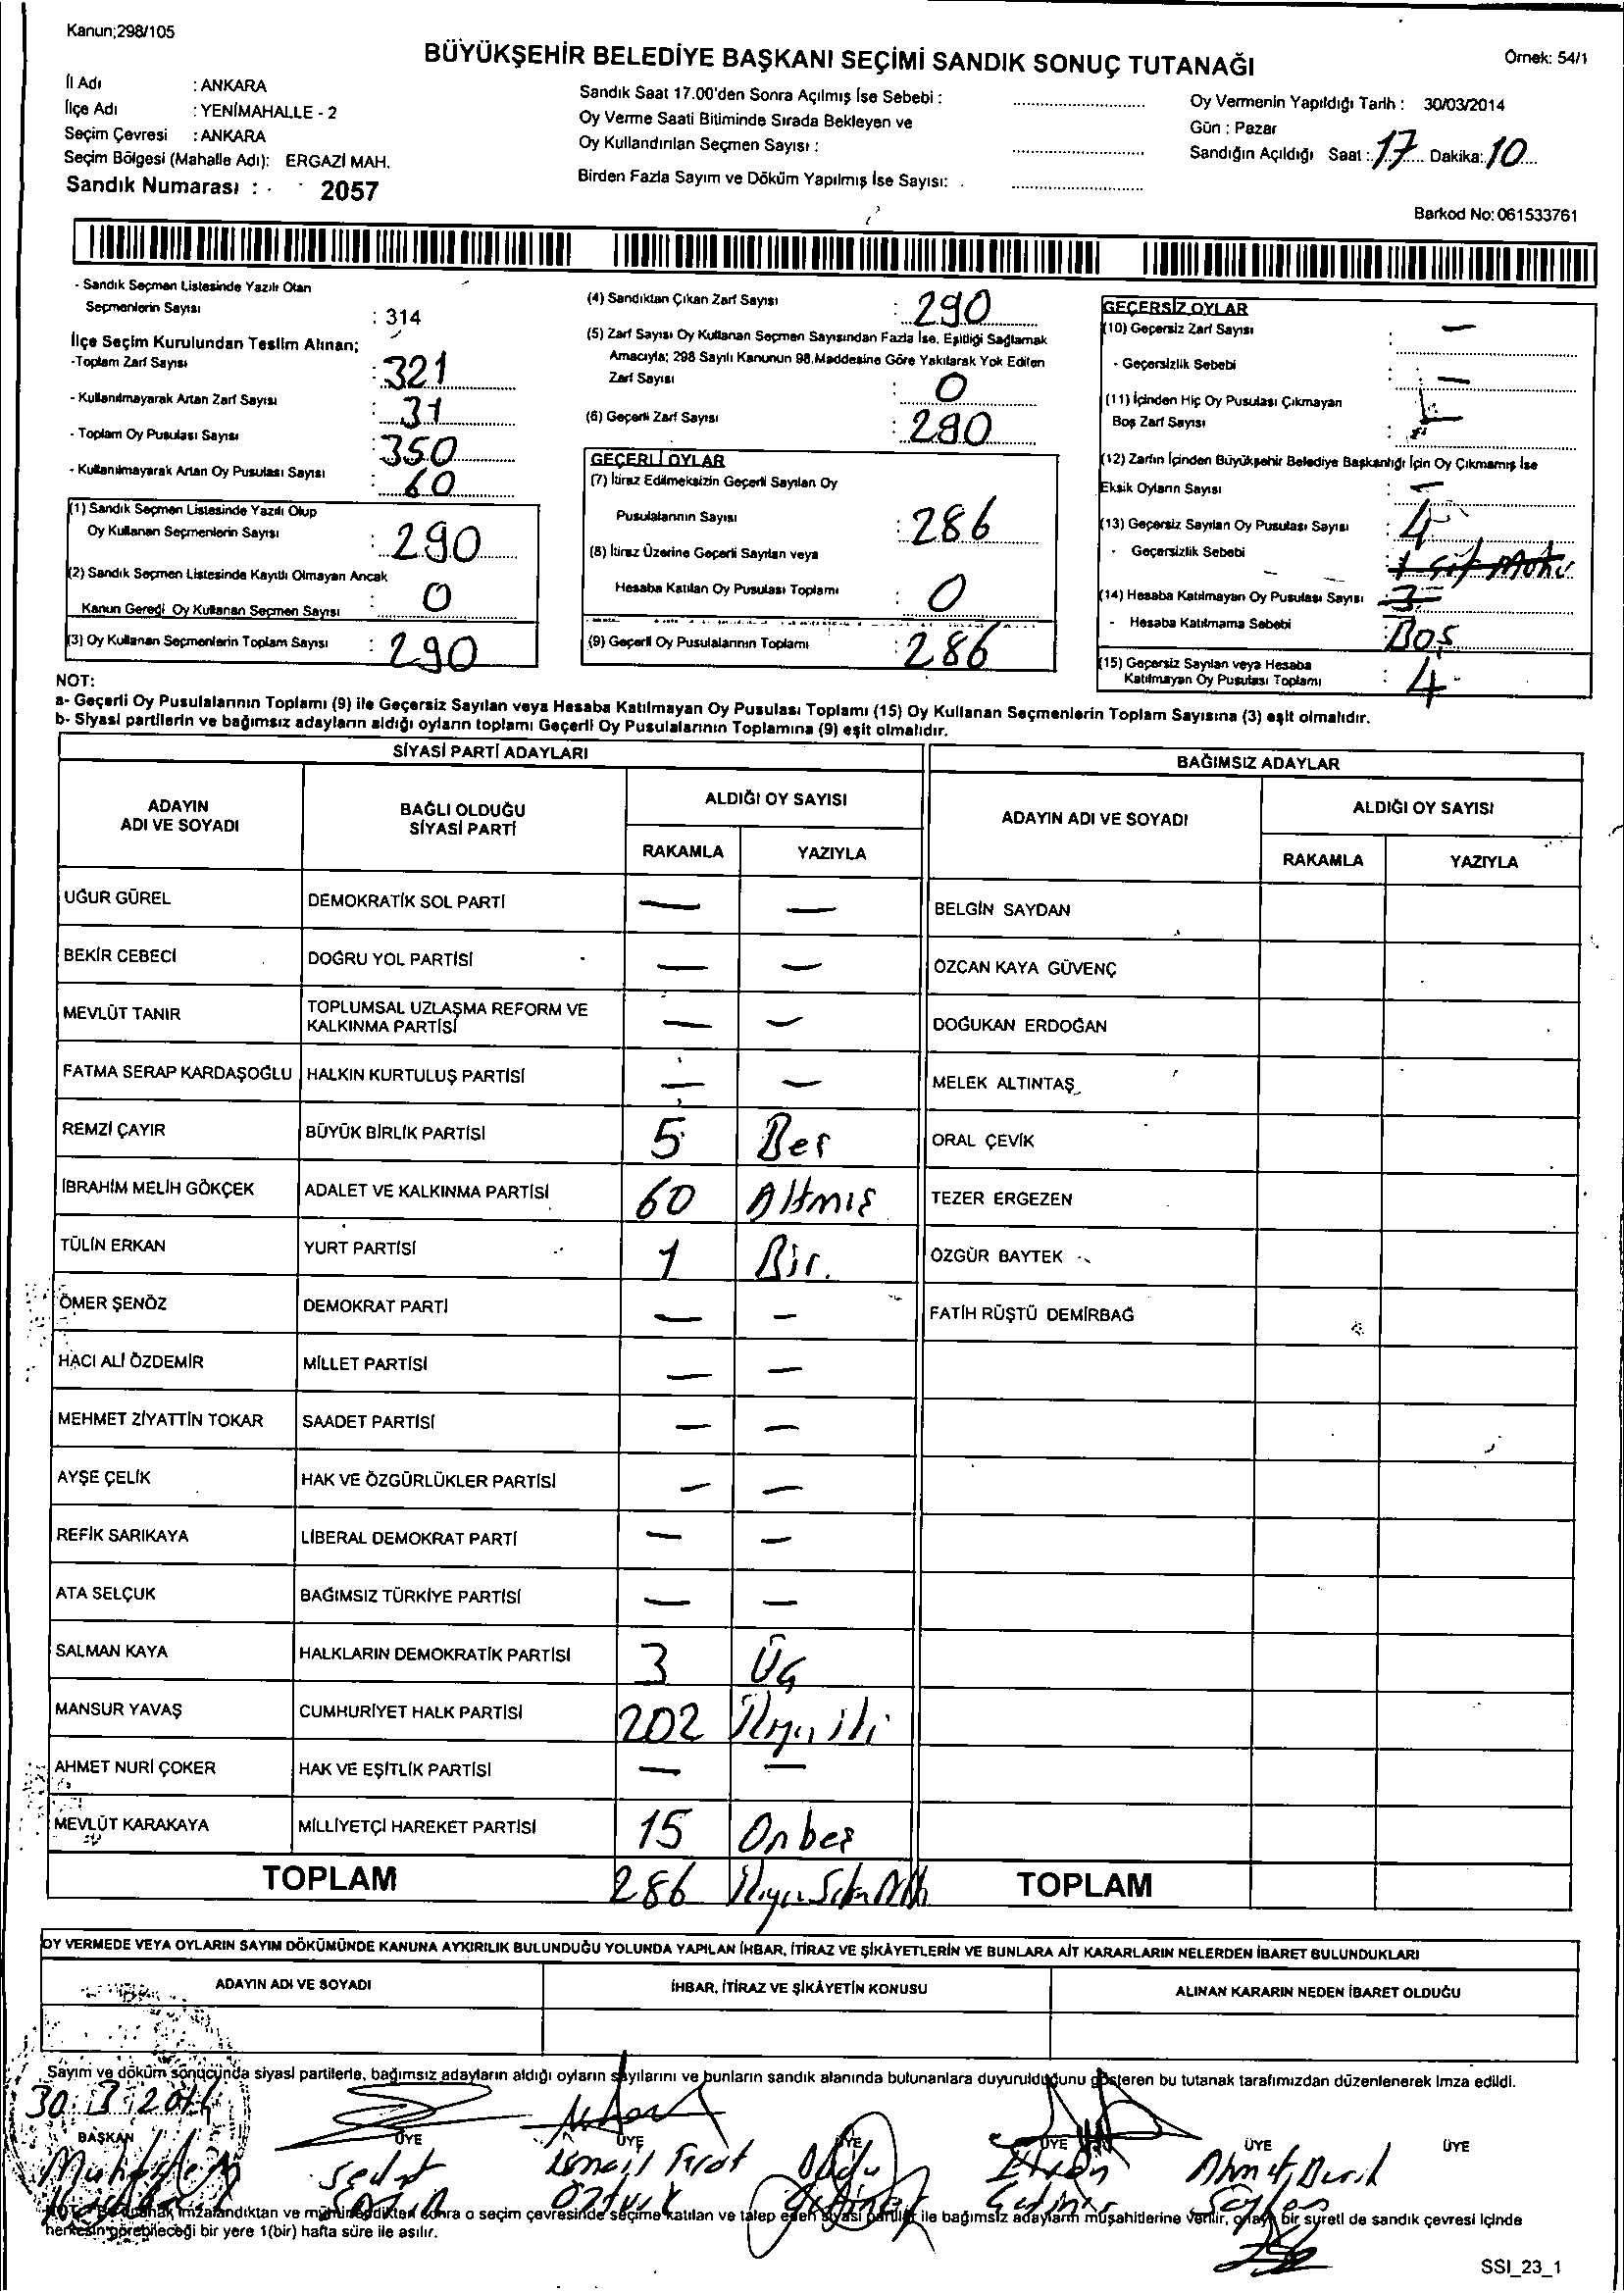 Kanun;298/105
BÜYÜKŞEHİR BELEDİYE BAŞKANI SEÇİMİ SANDIK SONUÇ TUTANAĞI
Örnek: 54/1
İl Adı : ANKARA
İlçe Adı : YENİMAHALLE - 2
Seçim Çevresi : ANKARA
Seçim Bölgesi (Mahalle Adı): ERGAZİ MAH.
Sandık Numarası : 2057
Sandık Saat 17.00'den Sonra Açılmış İse Sebebi :
Oy Verme Saati Bitiminde Sırada Bekleyen ve
Oy Kullandırılan Seçmen Sayısı :
Birden Fazla Sayım ve Döküm Yapılmış İse Sayısı:
Oy Vermenin Yapıldığı Tarih : 30/03/2014
Gün : Pazar
Sandığın Açıldığı Saat : 17 Dakika: 10
Barkod No: 061533761
- Sandık Seçmen Listesinde Yazılı Olan
Seçmenlerin Sayısı : 314
İlçe Seçim Kurulundan Teslim Alınan;
-Toplam Zarf Sayısı : 321
- Kullanılmayarak Artan Zarf Sayısı : 31
- Toplam Oy Pusulası Sayısı : 350
- Kullanılmayarak Artan Oy Pusulası Sayısı : 60
(1) Sandık Seçmen Listesinde Yazılı Olup
Oy Kullanan Seçmenlerin Sayısı : 290
(2) Sandık Seçmen Listesinde Kayıtlı Olmayan Ancak
Kanun Gereği Oy Kullanan Seçmen Sayısı : 0
(3) Oy Kullanan Seçmenlerin Toplam Sayısı : 290
(4) Sandıktan Çıkan Zarf Sayısı : 290
(5) Zarf Sayısı Oy Kullanan Seçmen Sayısından Fazla İse, Eşitliği Sağlamak
Amacıyla; 298 Sayılı Kanunun 98.Maddesine Göre Yakılarak Yok Edilen
Zarf Sayısı : 0
(6) Geçerli Zarf Sayısı : 290
GEÇERLİ OYLAR
(7) İtiraz Edilmeksizin Geçerli Sayılan Oy
Pusulalarının Sayısı : 286
(8) İtiraz Üzerine Geçerli Sayılan veya
Hesaba Katılan Oy Pusulası Toplamı : 0
(9) Geçerli Oy Pusulalarının Toplamı : 286
GEÇERSİZ OYLAR
(10) Geçersiz Zarf Sayısı : —
- Geçersizlik Sebebi : —
(11) İçinden Hiç Oy Pusulası Çıkmayan
Boş Zarf Sayısı :
(12) Zarfın İçinden Büyükşehir Belediye Başkanlığı İçin Oy Çıkmamış İse
Eksik Oyların Sayısı : —
(13) Geçersiz Sayılan Oy Pusulası Sayısı : 4
- Geçersizlik Sebebi
(14) Hesaba Katılmayan Oy Pusulası Sayısı 3
- Hesaba Katılmama Sebebi : Boş
(15) Geçersiz Sayılan veya Hesaba
Katılmayan Oy Pusulası Toplamı : 4
NOT:
a- Geçerli Oy Pusulalarının Toplamı (9) ile Geçersiz Sayılan veya Hesaba Katılmayan Oy Pusulası Toplamı (15) Oy Kullanan Seçmenlerin Toplam Sayısına (3) eşit olmalıdır.
b- Siyasi partilerin ve bağımsız adayların aldığı oyların toplamı Geçerli Oy Pusulalarının Toplamına (9) eşit olmalıdır.
SİYASİ PARTİ ADAYLARI
BAĞIMSIZ ADAYLAR
ADAYIN ADI VE SOYADI
BAĞLI OLDUĞU SİYASİ PARTİ
ALDIĞI OY SAYISI
RAKAMLA YAZIYLA
ADAYIN ADI VE SOYADI
ALDIĞI OY SAYISI
RAKAMLA YAZIYLA
UĞUR GÜREL DEMOKRATİK SOL PARTİ — — BELGİN SAYDAN
BEKİR CEBECİ DOĞRU YOL PARTİSİ — — ÖZCAN KAYA GÜVENÇ
MEVLÜT TANIR TOPLUMSAL UZLAŞMA REFORM VE KALKINMA PARTİSİ — — DOĞUKAN ERDOĞAN
FATMA SERAP KARDAŞOĞLU HALKIN KURTULUŞ PARTİSİ — — MELEK ALTINTAŞ
REMZİ ÇAYIR BÜYÜK BİRLİK PARTİSİ 5 Beş ORAL ÇEVİK
İBRAHİM MELİH GÖKÇEK ADALET VE KALKINMA PARTİSİ 60 Altmış TEZER ERGEZEN
TÜLİN ERKAN YURT PARTİSİ 1 Bir. ÖZGÜR BAYTEK
ÖMER ŞENÖZ DEMOKRAT PARTİ — — FATİH RÜŞTÜ DEMİRBAĞ
HACI ALİ ÖZDEMİR MİLLET PARTİSİ — —
MEHMET ZİYATTİN TOKAR SAADET PARTİSİ — —
AYŞE ÇELİK HAK VE ÖZGÜRLÜKLER PARTİSİ — —
REFİK SARIKAYA LİBERAL DEMOKRAT PARTİ — —
ATA SELÇUK BAĞIMSIZ TÜRKİYE PARTİSİ — —
SALMAN KAYA HALKLARIN DEMOKRATİK PARTİSİ 3 Üç
MANSUR YAVAŞ CUMHURİYET HALK PARTİSİ 202
AHMET NURİ ÇOKER HAK VE EŞİTLİK PARTİSİ — —
MEVLÜT KARAKAYA MİLLİYETÇİ HAREKET PARTİSİ 15 Onbeş
TOPLAM 286 TOPLAM
OY VERMEDE VEYA OYLARIN SAYIM DÖKÜMÜNDE KANUNA AYKIRILIK BULUNDUĞU YOLUNDA YAPILAN İHBAR, İTİRAZ VE ŞİKAYETLERİN VE BUNLARA AİT KARARLARIN NELERDEN İBARET BULUNDUKLARI
ADAYIN ADI VE SOYADI İHBAR, İTİRAZ VE ŞİKAYETİN KONUSU ALINAN KARARIN NEDEN İBARET OLDUĞU
Sayım ve döküm sonucunda siyasi partilerle, bağımsız adayların aldığı oyların sayılarını ve bunların sandık alanında bulunanlara duyurulduğunu gösteren bu tutanak tarafımızdan düzenlenerek imza edildi.
30.3.2014
BAŞKAN ÜYE ÜYE ÜYE ÜYE ÜYE ÜYE
Sedat İsmail Fırat Ahmet
Öztürk
imzalandıktan ve mühürlendikten sonra o seçim çevresinde seçime katılan ve talep eden siyasi partiler ile bağımsız adayların müşahitlerine verilir, onaylı bir sureti de sandık çevresi içinde
herkesin görebileceği bir yere 1(bir) hafta süre ile asılır.
SSI_23_1